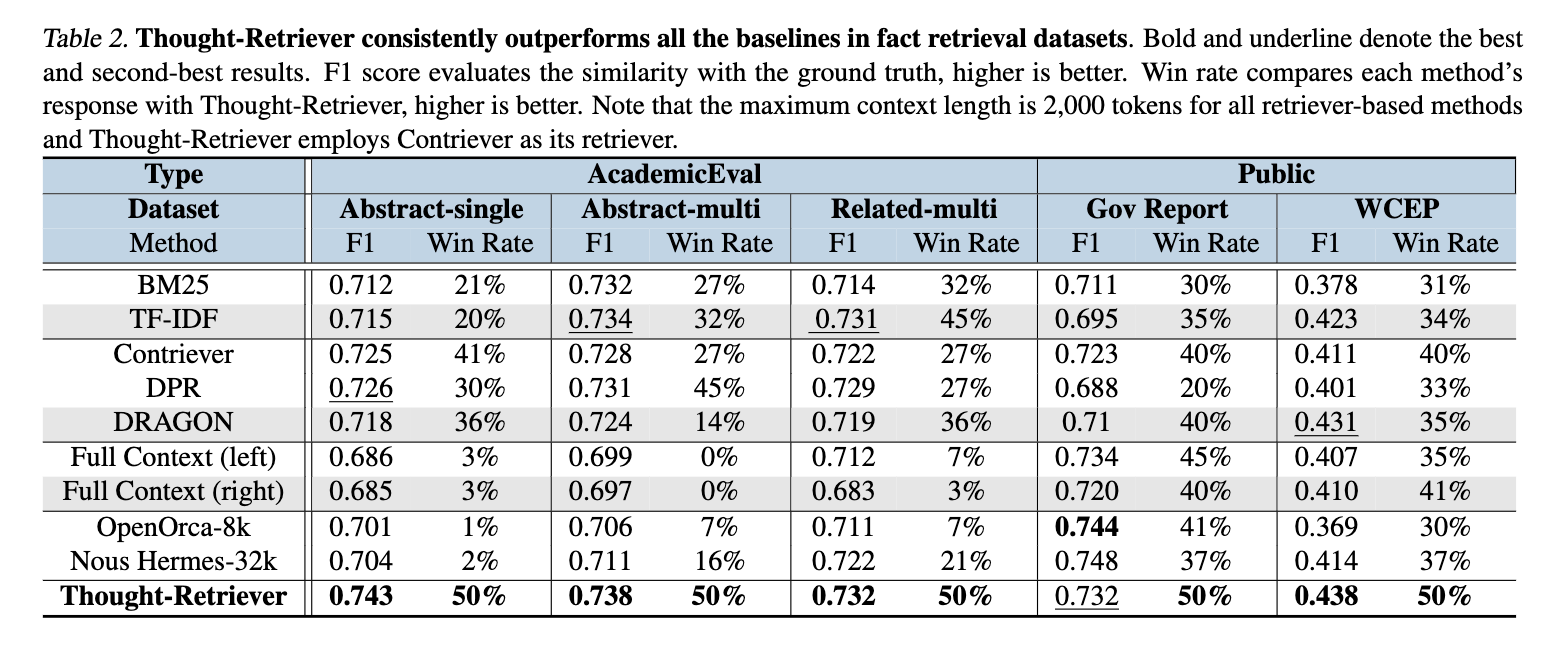 Table 2. Thought-Retriever consistently outperforms all the baselines in fact retrieval datasets. Bold and underline denote the best
and second-best results. F1 score evaluates the similarity with the ground truth, higher is better. Win rate compares each method's
response with Thought-Retriever, higher is better. Note that the maximum context length is 2,000 tokens for all retriever-based methods
and Thought-Retriever employs Contriever as its retriever.
Type AcademicEval Public
Dataset Abstract-single Abstract-multi Related-multi Gov Report WCEP
Method F1 Win Rate F1 Win Rate F1 Win Rate F1 Win Rate F1 Win Rate
BM25 0.712 21% 0.732 27% 0.714 32% 0.711 30% 0.378 31%
TF-IDF 0.715 20% 0.734 32% 0.731 45% 0.695 35% 0.423 34%
Contriever 0.725 41% 0.728 27% 0.722 27% 0.723 40% 0.411 40%
DPR 0.726 30% 0.731 45% 0.729 27% 0.688 20% 0.401 33%
DRAGON 0.718 36% 0.724 14% 0.719 36% 0.71 40% 0.431 35%
Full Context (left) 0.686 3% 0.699 0% 0.712 7% 0.734 45% 0.407 35%
Full Context (right) 0.685 3% 0.697 0% 0.683 3% 0.720 40% 0.410 41%
OpenOrca-8k 0.701 1% 0.706 7% 0.711 7% 0.744 41% 0.369 30%
Nous Hermes-32k 0.704 2% 0.711 16% 0.722 21% 0.748 37% 0.414 37%
Thought-Retriever 0.743 50% 0.738 50% 0.732 50% 0.732 50% 0.438 50%